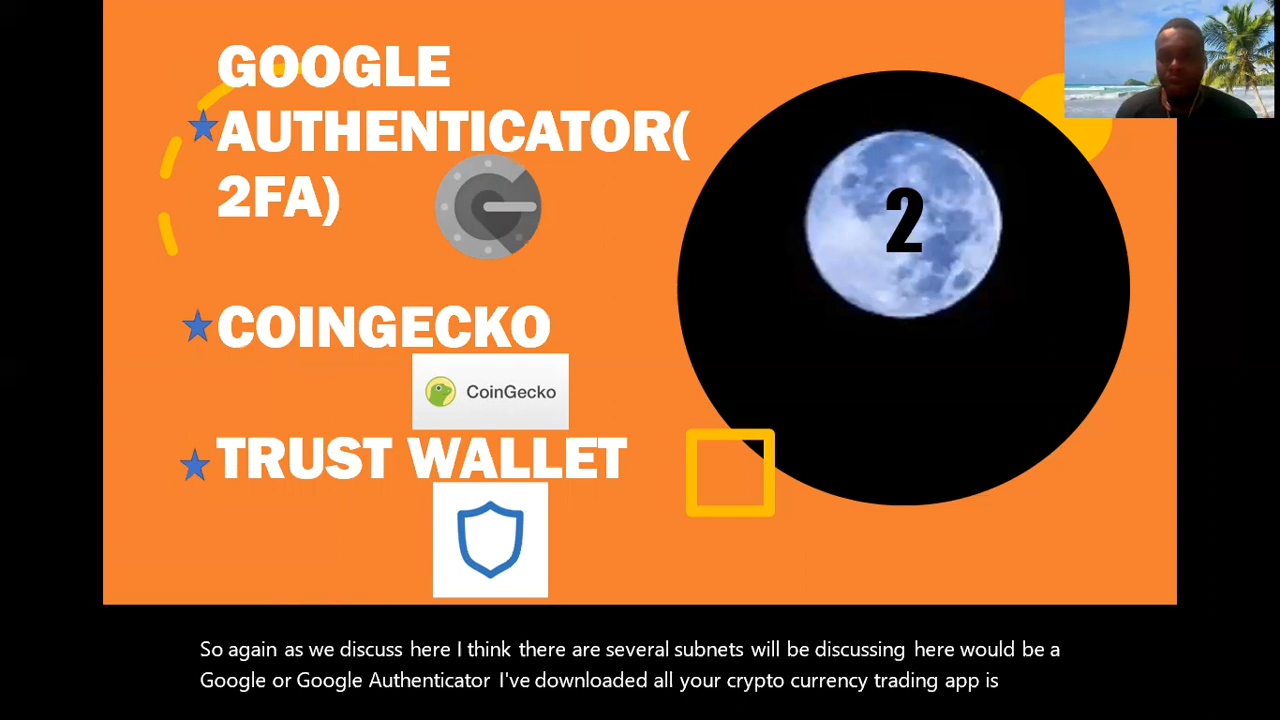 GOOGLE
AUTHENTICATOR(
2FA)
2
COINGECKO
CoinGecko
TRUST WALLET
So again as we discuss here I think there are several subnets will be discussing here would be a
Google or Google Authenticator I've downloaded all your crypto currency trading app is